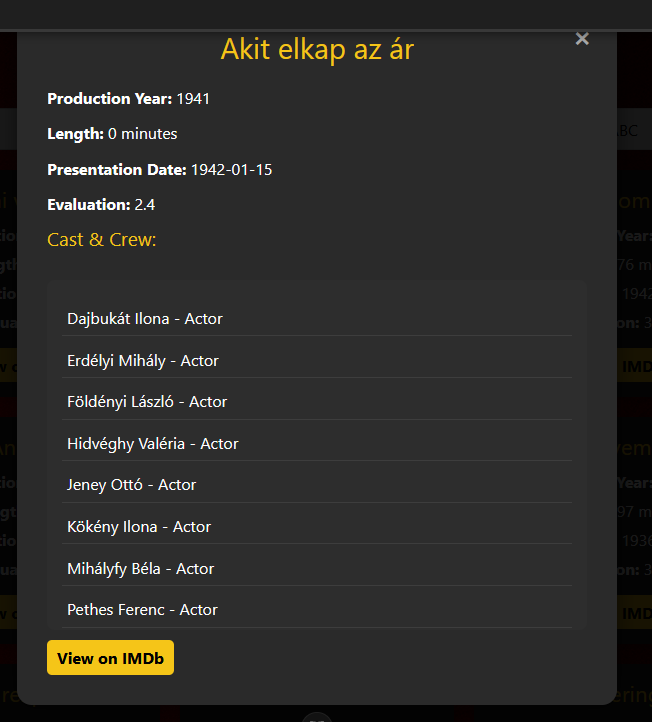 Akit elkap az ár
×
Production Year: 1941
Length: 0 minutes
Presentation Date: 1942-01-15
Evaluation: 2.4
Cast & Crew:
Dajbukát Ilona - Actor
Erdélyi Mihály - Actor
Földényi László - Actor
Hidvéghy Valéria - Actor
Jeney Ottó - Actor
Kökény Ilona - Actor
Mihályfy Béla - Actor
Pethes Ferenc - Actor
View on IMDb